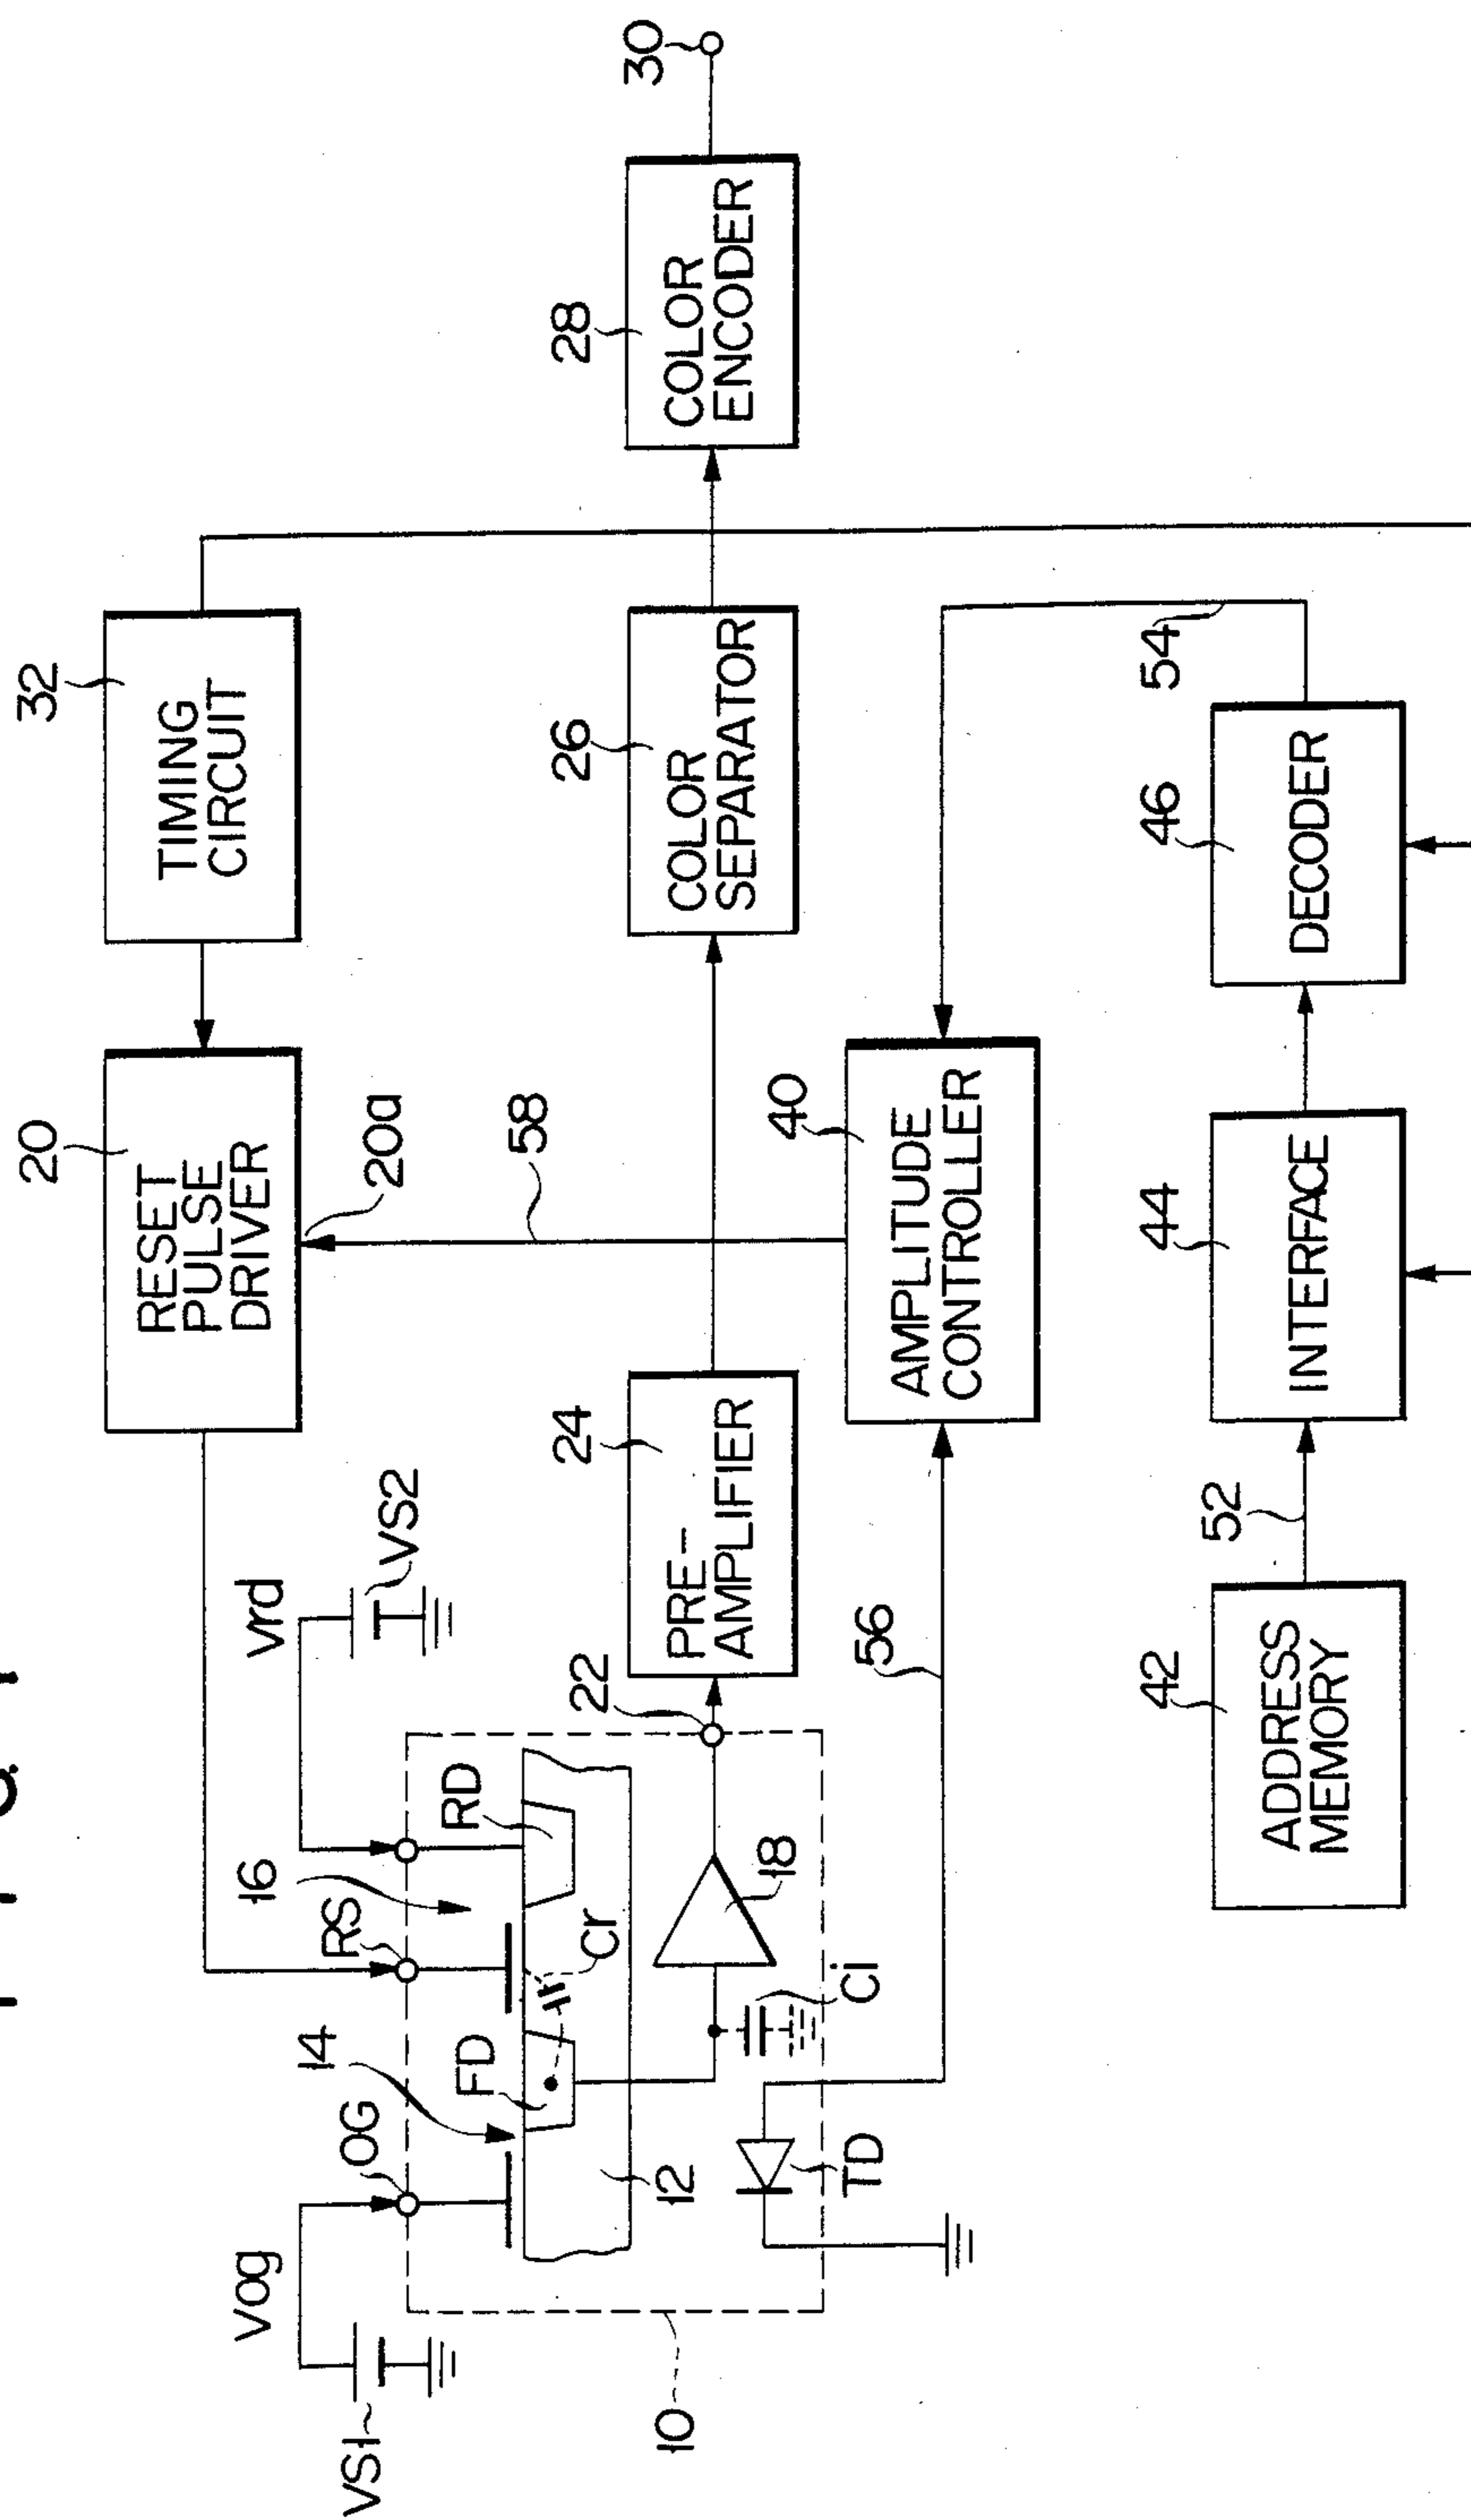 VS1
Vog
OG
14
FD
RS
16
Vrd
VS2
RD
Cr
12
18
Ci
TD
10
22
20
RESET
PULSE
DRIVER
20a
32
TIMING
CIRCUIT
24
PRE-
AMPLIFIER
58
26
COLOR
SEPARATOR
28
COLOR
ENCODER
30
56
40
AMPLITUDE
CONTROLLER
54
42
ADDRESS
MEMORY
52
44
INTERFACE
46
DECODER